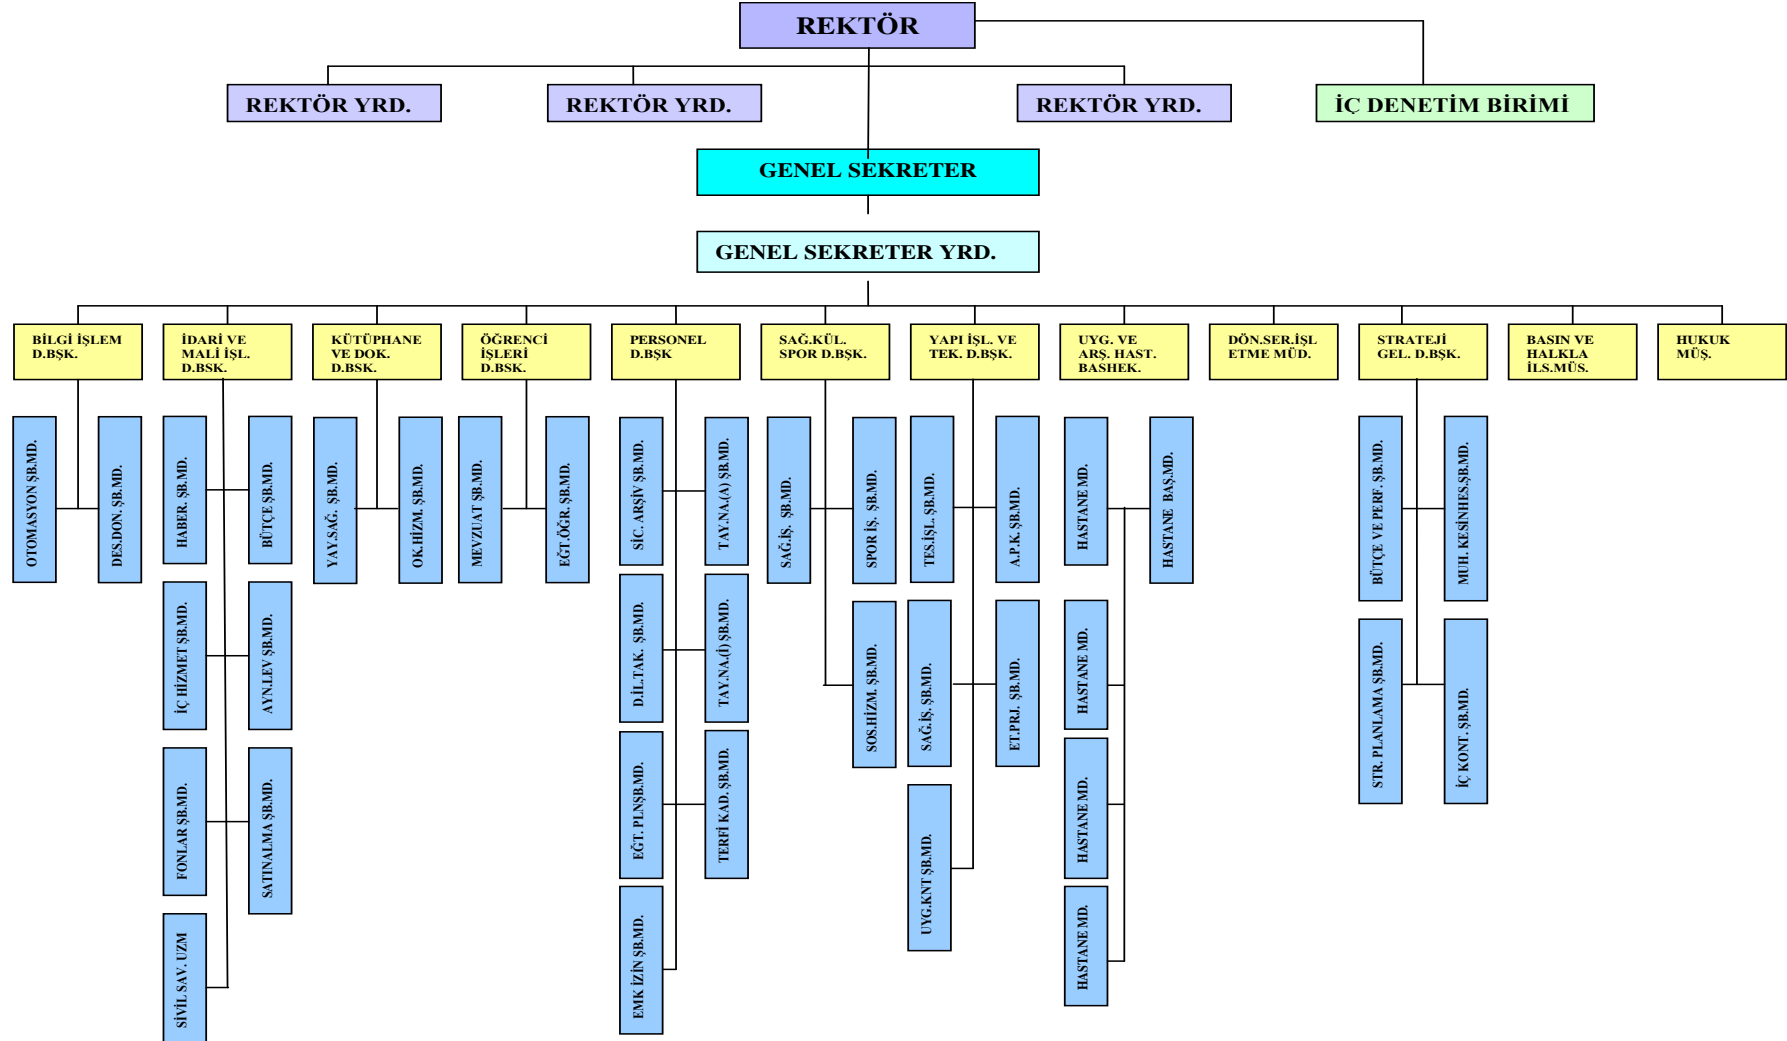 REKTÖR
REKTÖR YRD.
REKTÖR YRD.
REKTÖR YRD.
İÇ DENETİM BİRİMİ
GENEL SEKRETER
GENEL SEKRETER YRD.
BİLGİ İŞLEM
D.BŞK.
İDARİ VE
MALİ İŞL.
D.BSK.
KÜTÜPHANE
VE DOK.
D.BSK.
ÖĞRENCİ
İŞLERİ
D.BSK.
PERSONEL
D.BŞK
SAĞ.KÜL.
SPOR D.BŞK.
YAPI İŞL. VE
TEK. D.BŞK.
UYG. VE
ARŞ. HAST.
BASHEK.
DÖN.SER.İŞL
ETME MÜD.
STRATEJİ
GEL. D.BŞK.
BASIN VE
HALKLA
İLS.MÜS.
HUKUK
MÜŞ.
OTOMASYON ŞB.MD.
DES.DON. ŞB.MD.
HABER. ŞB.MD.
BÜTÇE ŞB.MD.
YAY.SAĞ. ŞB.MD.
OK.HİZM. ŞB.MD.
MEVZUAT ŞB.MD.
EĞT.ÖĞR. ŞB.MD.
SİC. ARŞİV ŞB.MD.
TAY.NA.(A) ŞB.MD.
SAĞ.İŞ. ŞB.MD.
SPOR İŞ. ŞB.MD.
TES.İŞL. ŞB.MD.
A.P.K. ŞB.MD.
HASTANE MD.
HASTANE BAŞ.MD.
BÜTÇE VE PERF. ŞB.MD.
MUH. KESİNHES.ŞB.MD.
İÇ HİZMET ŞB.MD.
AYN.LEV ŞB.MD.
D.İL.TAK. ŞB.MD.
TAY.NA.(İ) ŞB.MD.
SOS.HİZM. ŞB.MD.
SAĞ.İŞ. ŞB.MD.
ET.PRJ. ŞB.MD.
HASTANE MD.
STR. PLANLAMA ŞB.MD.
İÇ KONT. ŞB.MD.
FONLAR ŞB.MD.
SATINALMA ŞB.MD.
EĞT. PLNŞB.MD.
TERFİ KAD. ŞB.MD.
UYG.KNT ŞB.MD.
HASTANE MD.
SİVİL SAV. UZM
EMK İZİN ŞB.MD.
HASTANE MD.